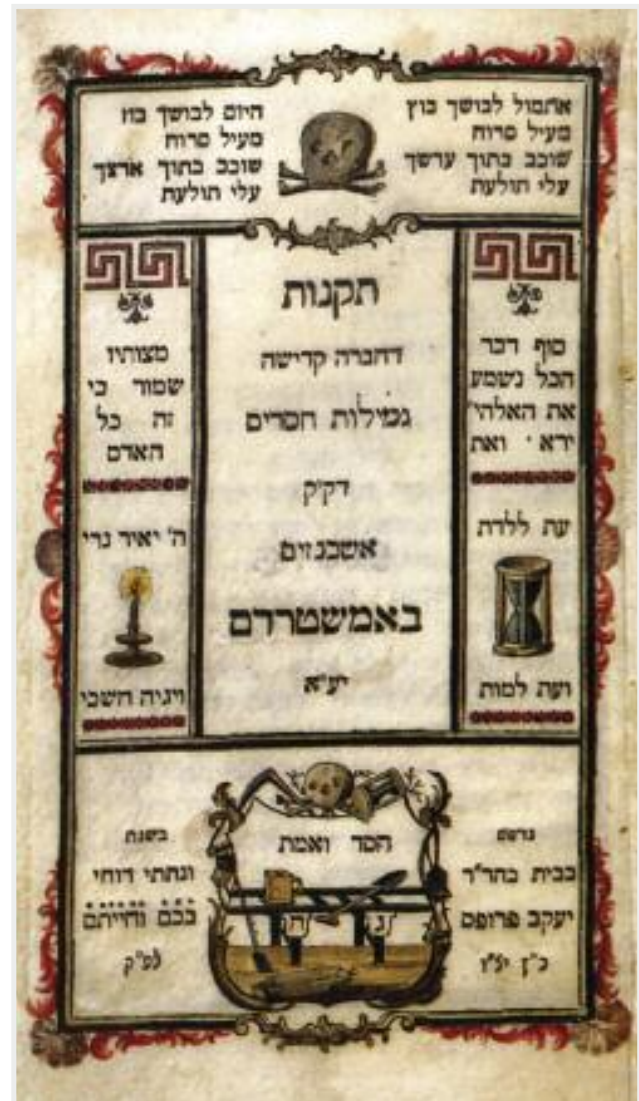 אתמול לבושך בוץ
מעיל סרוח
שוכב בתוך ערשך
עלי תולעת
היום לבושך בוז
מעיל סרוח
שוכב בתוך ארצך
עלי תולעת
סוף דבר
הכל נשמע
את האלהי'
ירא ' ואת
מצותיו
שמור כי
זה כל
האדם
עת ללדת
ועת למות
ה' יאיר נרי
ויגיה חשכי
תקנות
דחברה קדישה
גמילות חסדים
דק"ק
אשכנזים
באמשטרדם
יע"א
נדפס
בבית כהר"ר
יעקב פרופס
כ"ץ יצ"ו
חסד ואמת
בשנת
ונתתי רוחי
בכם וחייתם
לפ"ק